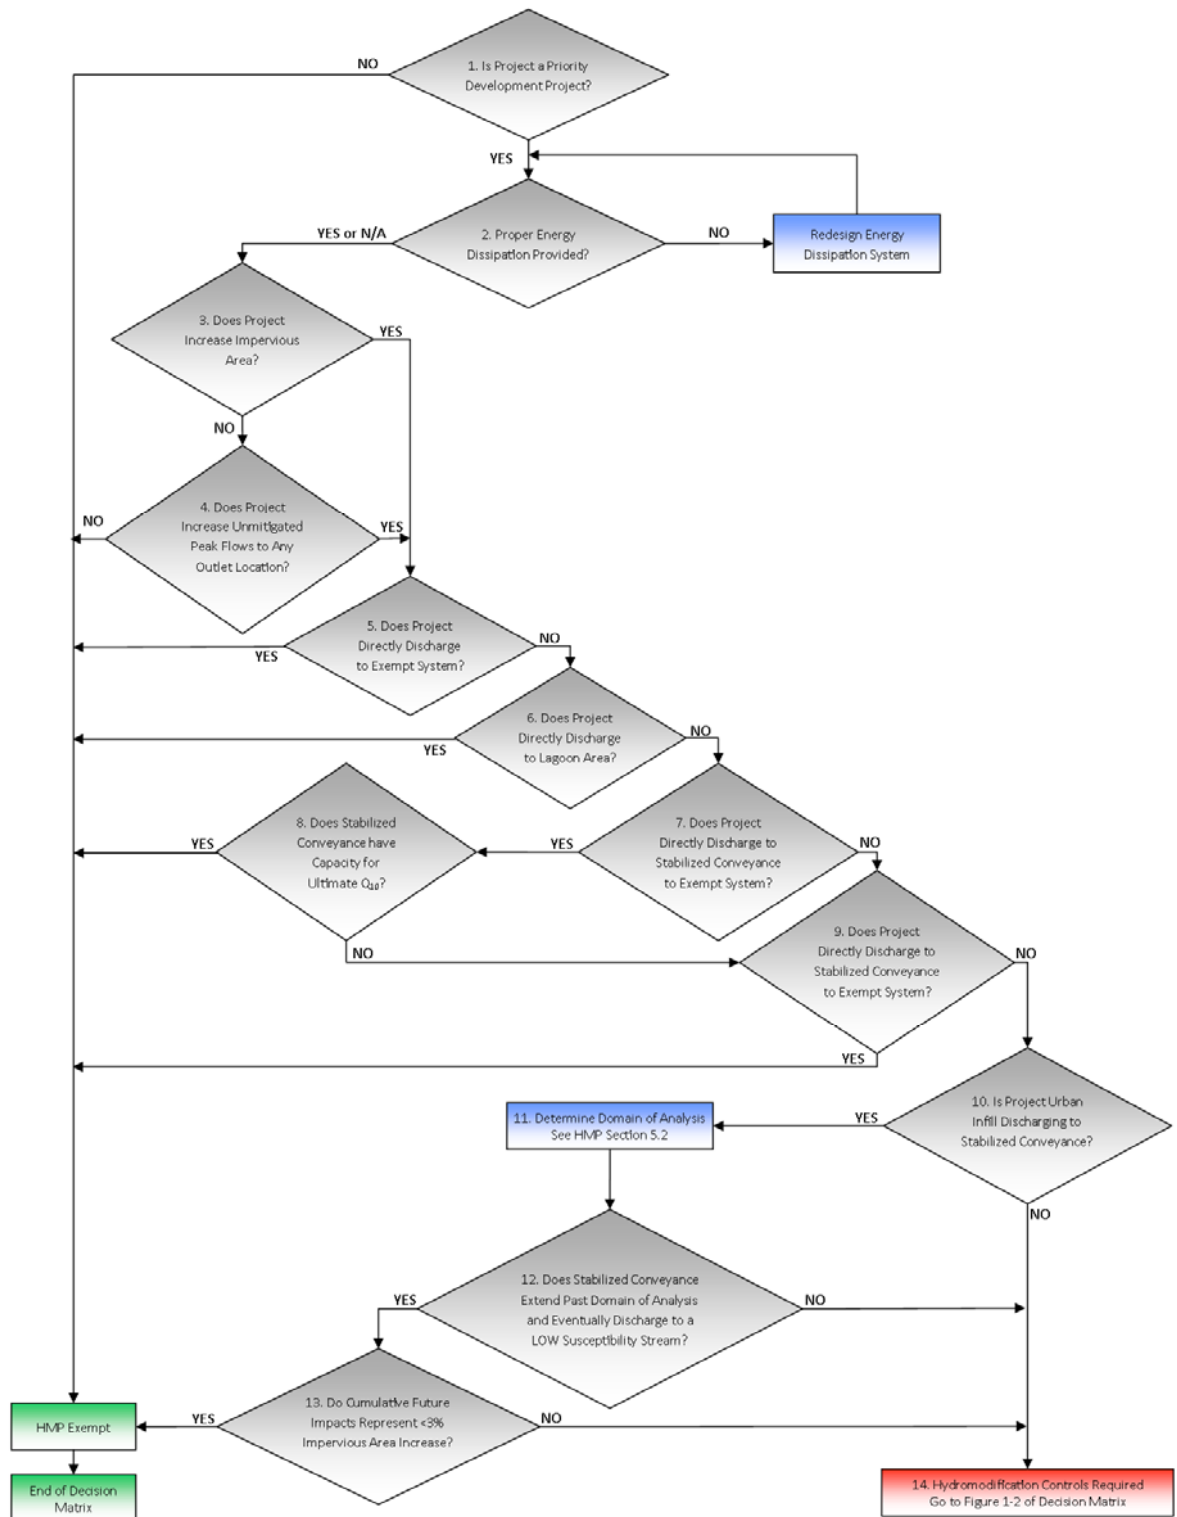 1. Is Project a Priority
Development Project?
NO
YES
2. Proper Energy
Dissipation Provided?
YES or N/A
NO
Redesign Energy
Dissipation System
3. Does Project
Increase Impervious
Area?
YES
NO
4. Does Project
Increase Unmitigated
Peak Flows to Any
Outlet Location?
NO
YES
5. Does Project
Directly Discharge
to Exempt System?
YES
NO
6. Does Project
Directly Discharge
to Lagoon Area?
YES
NO
7. Does Project
Directly Discharge to
Stabilized Conveyance
to Exempt System?
YES
NO
8. Does Stabilized
Conveyance have
Capacity for
Ultimate Q10?
YES
NO
9. Does Project
Directly Discharge to
Stabilized Conveyance
to Exempt System?
NO
YES
10. Is Project Urban
Infill Discharging to
Stabilized Conveyance?
YES
NO
11. Determine Domain of Analysis
See HMP Section 5.2
12. Does Stabilized Conveyance
Extend Past Domain of Analysis
and Eventually Discharge to a
LOW Susceptibility Stream?
YES
NO
13. Do Cumulative Future
Impacts Represent <3%
Impervious Area Increase?
YES
NO
HMP Exempt
End of Decision
Matrix
14. Hydromodification Controls Required
Go to Figure 1-2 of Decision Matrix